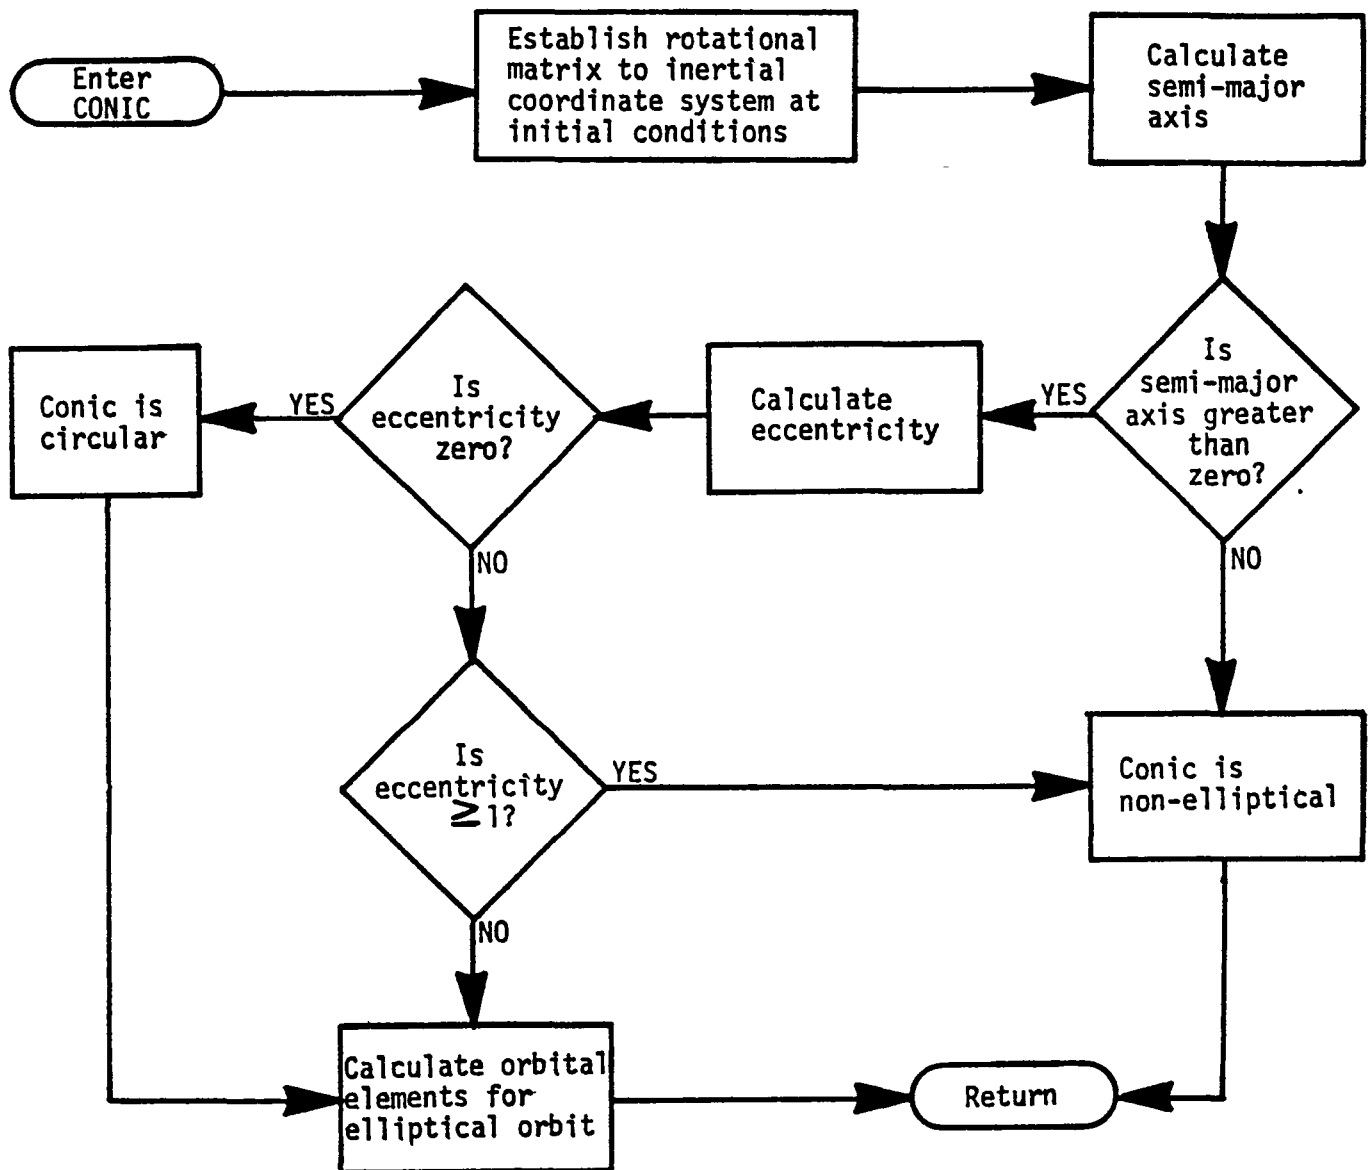 Enter
CONIC
Establish rotational
matrix to inertial
coordinate system at
initial conditions
Calculate
semi-major
axis
Is
semi-major
axis greater
than
zero?
YES
NO
Calculate
eccentricity
Is
eccentricity
zero?
YES
NO
Conic is
circular
Is
eccentricity
≥1?
YES
NO
Conic is
non-elliptical
Calculate orbital
elements for
elliptical orbit
Return